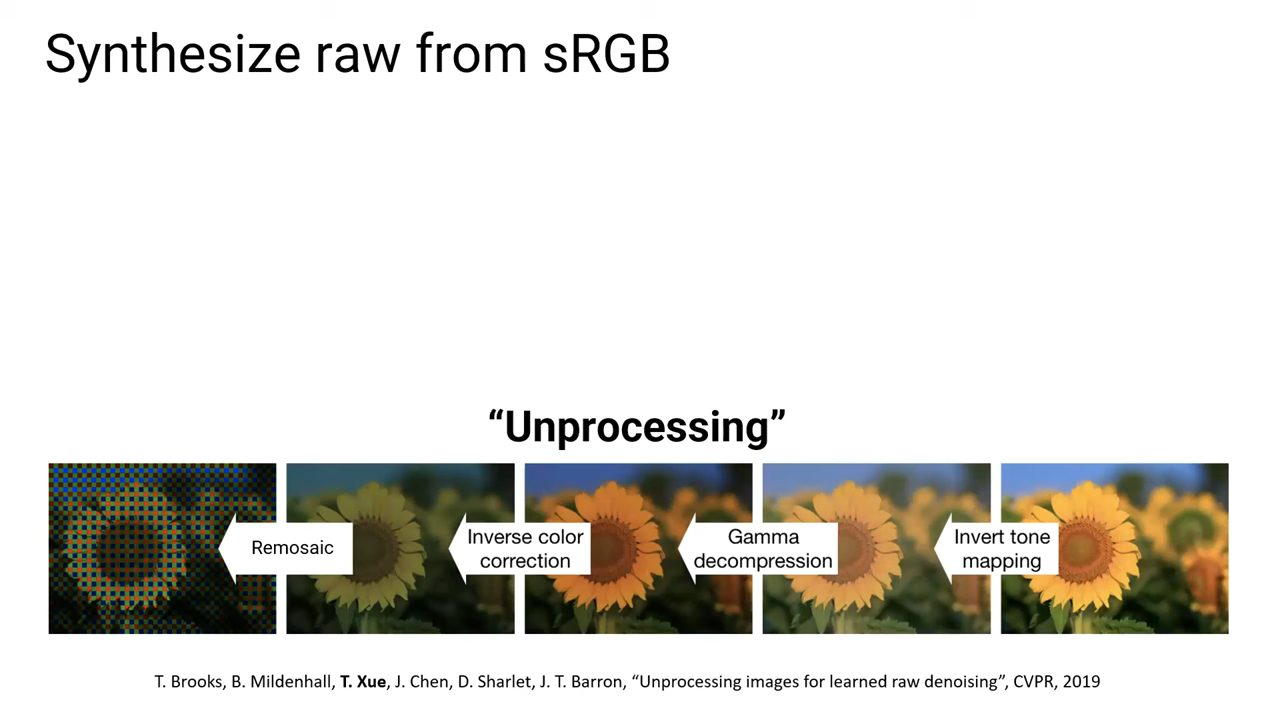 Synthesize raw from sRGB
“Unprocessing”
Remosaic
Inverse color
correction
Gamma
decompression
Invert tone
mapping
T. Brooks, B. Mildenhall, T. Xue, J. Chen, D. Sharlet, J. T. Barron, “Unprocessing images for learned raw denoising”, CVPR, 2019